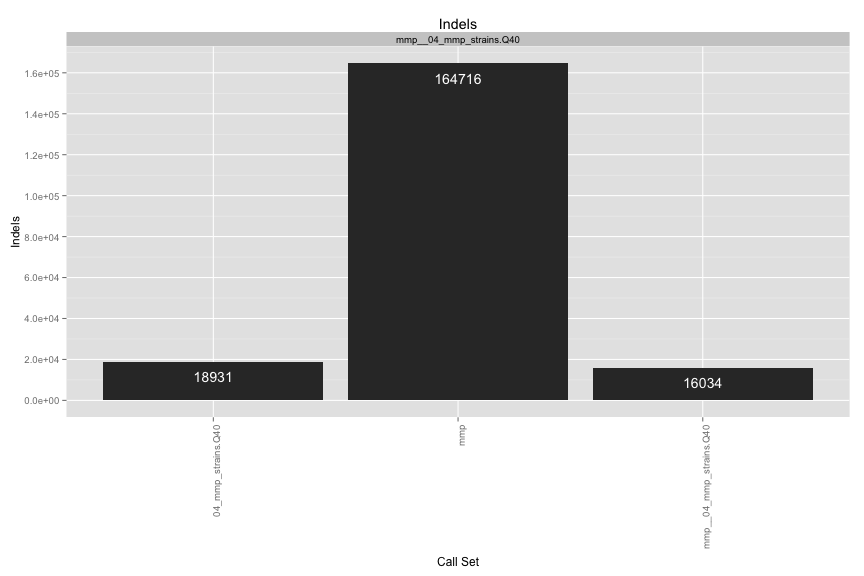 Indels
mmp__04_mmp_strains.Q40
Indels
1.6e+05
1.4e+05
1.2e+05
1.0e+05
8.0e+04
6.0e+04
4.0e+04
2.0e+04
0.0e+00
18931
164716
16034
04_mmp_strains.Q40
mmp
mmp__04_mmp_strains.Q40
Call Set